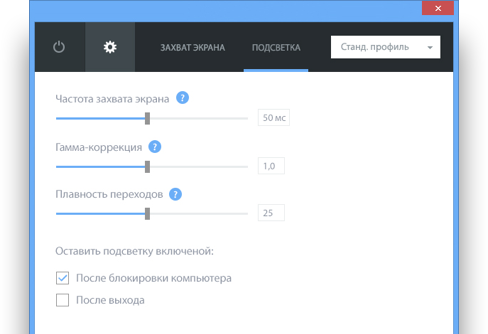 ЗАХВАТ ЭКРАНА ПОДСВЕТКА Станд. профиль
Частота захвата экрана ?
50 мс
Гамма-коррекция ?
1,0
Плавность переходов ?
25
Оставить подсветку включеной:
После блокировки компьютера
После выхода